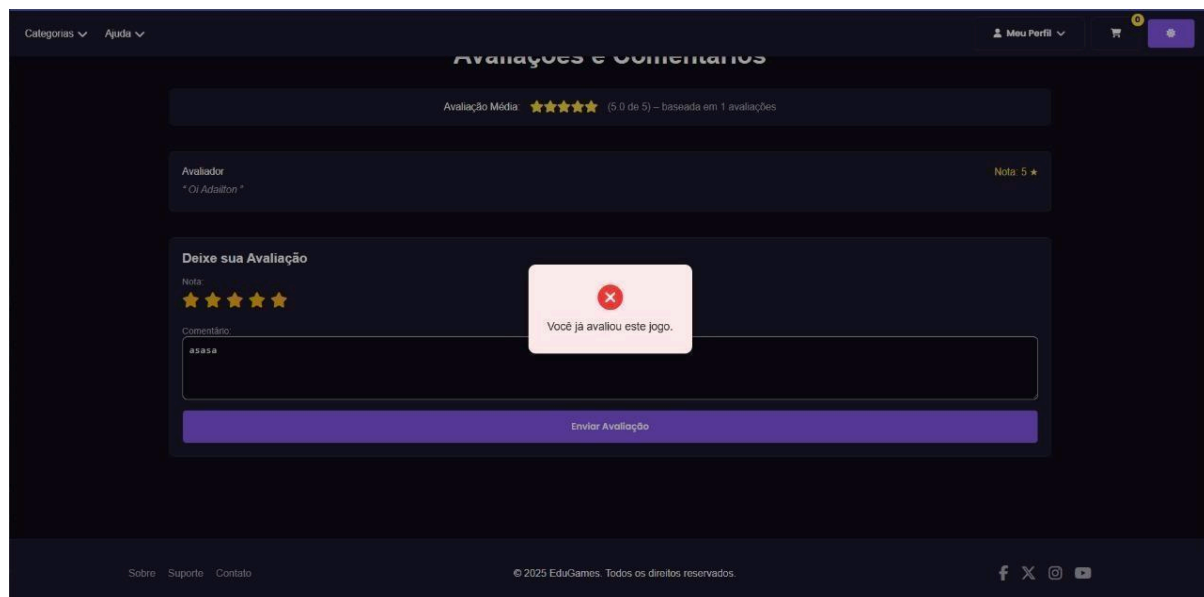 Categorias Ajuda Meu Perfil 0
Avaliações e Comentários
Avaliação Média: (5.0 de 5) – baseada em 1 avaliações
Avaliador Nota: 5 ★
" Oi Adailton "
Deixe sua Avaliação
Nota:
Comentário:
asasa
Enviar Avaliação
Você já avaliou este jogo.
Sobre Suporte Contato © 2025 EduGames. Todos os direitos reservados.